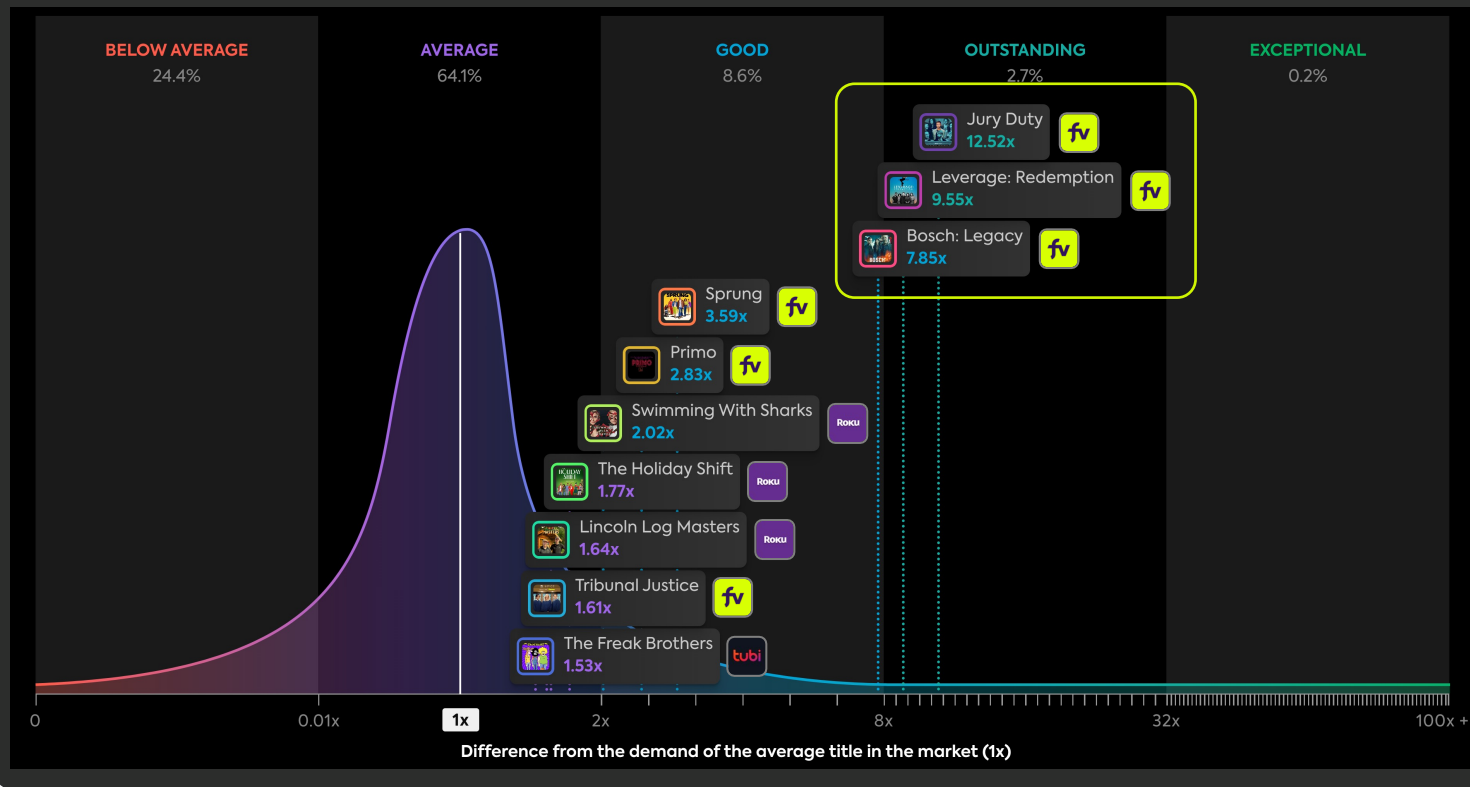 BELOW AVERAGE
24.4%
AVERAGE
64.1%
GOOD
8.6%
OUTSTANDING
2.7%
EXCEPTIONAL
0.2%
Jury Duty
12.52x
fv
Leverage: Redemption
9.55x
fv
BOSCH
Bosch: Legacy
7.85x
fv
Sprung
3.59x
fv
PRIMO
Primo
2.83x
fv
Swimming With Sharks
2.02x
Roku
HOLIDAY
SHIFT
The Holiday Shift
1.77x
Roku
Lincoln Log Masters
1.64x
Roku
Tribunal Justice
1.61x
fv
The Freak Brothers
1.53x
tubi
0
0.01x
1x
2x
8x
32x
100x +
Difference from the demand of the average title in the market (1x)